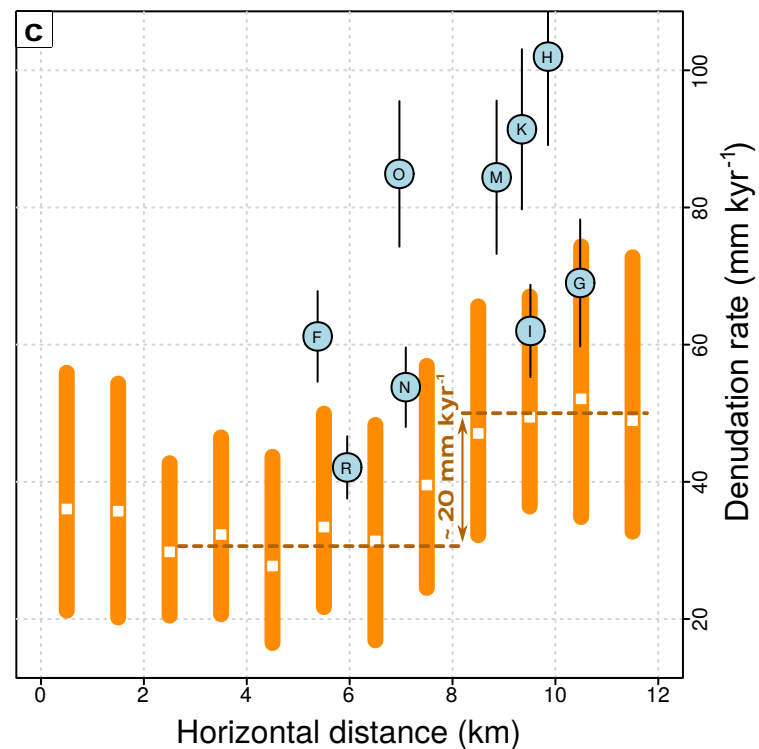 c
H
K
O
M
G
F
I
N
R
~ 20 mm kyr⁻¹
100
80
60
40
20
Denudation rate (mm kyr⁻¹)
0 2 4 6 8 10 12
Horizontal distance (km)